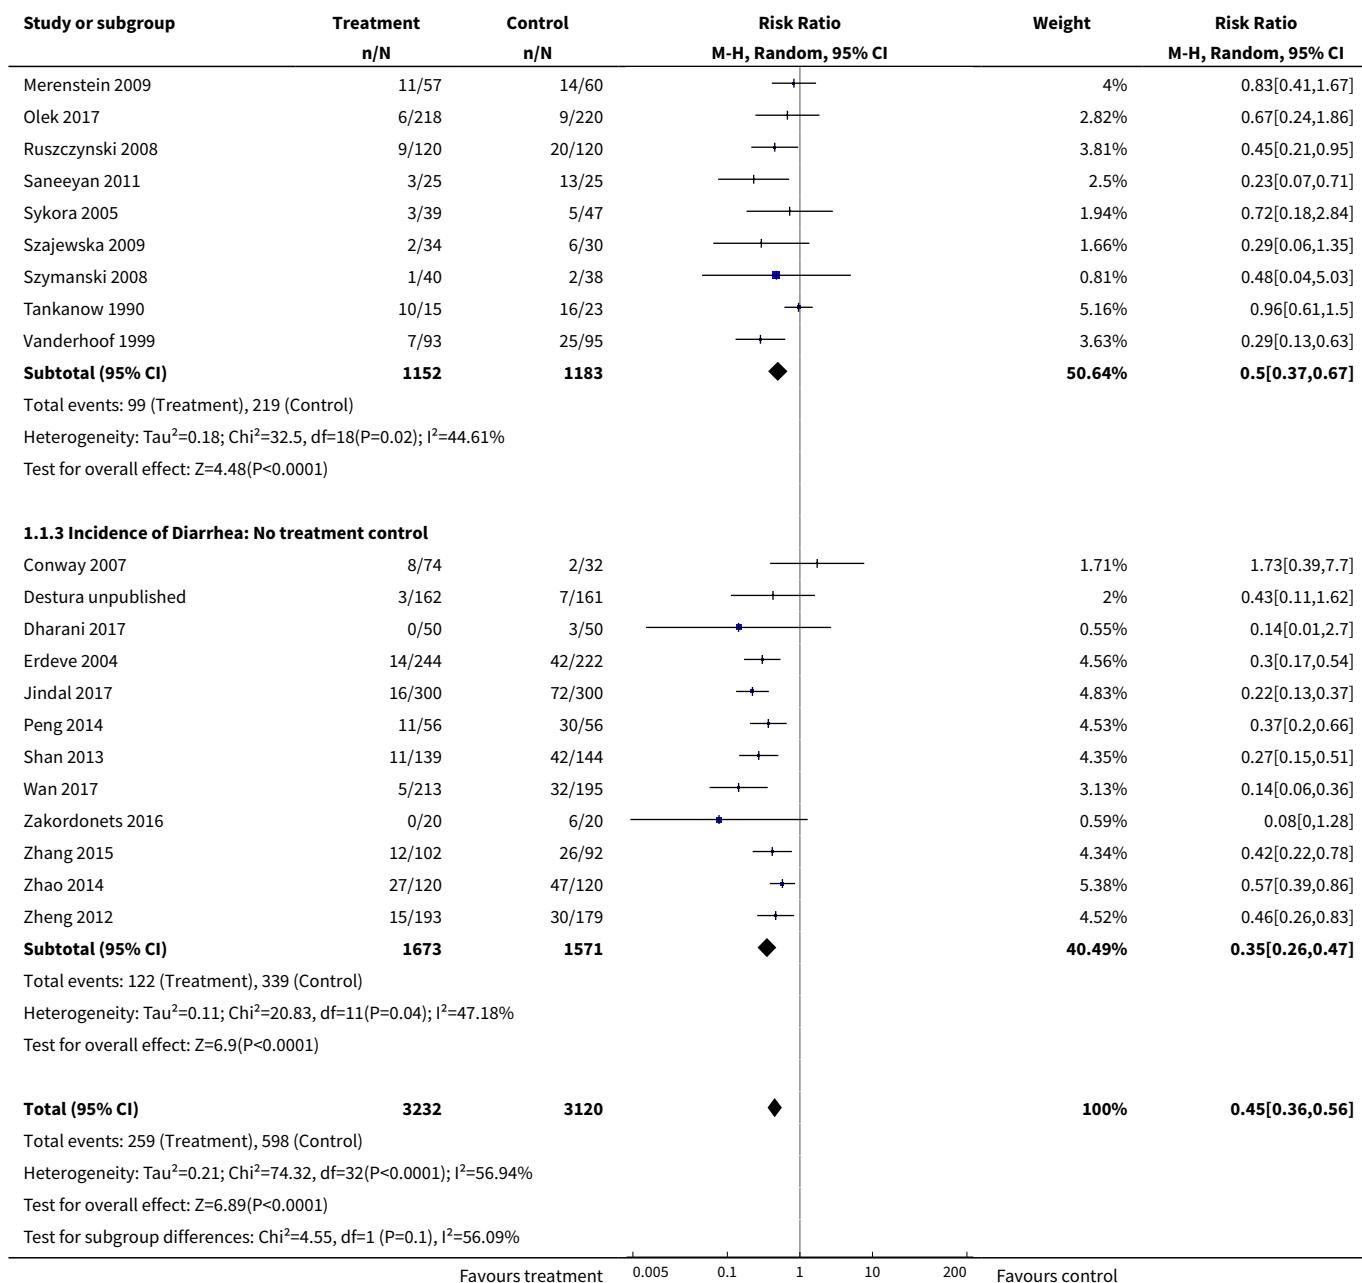 Study or subgroup Treatment Control Risk Ratio Weight Risk Ratio
n/N n/N M-H, Random, 95% CI M-H, Random, 95% CI
Merenstein 2009 11/57 14/60 4% 0.83[0.41,1.67]
Olek 2017 6/218 9/220 2.82% 0.67[0.24,1.86]
Ruszczynski 2008 9/120 20/120 3.81% 0.45[0.21,0.95]
Saneeyan 2011 3/25 13/25 2.5% 0.23[0.07,0.71]
Sykora 2005 3/39 5/47 1.94% 0.72[0.18,2.84]
Szajewska 2009 2/34 6/30 1.66% 0.29[0.06,1.35]
Szymanski 2008 1/40 2/38 0.81% 0.48[0.04,5.03]
Tankanow 1990 10/15 16/23 5.16% 0.96[0.61,1.5]
Vanderhoof 1999 7/93 25/95 3.63% 0.29[0.13,0.63]
Subtotal (95% CI) 1152 1183 50.64% 0.5[0.37,0.67]
Total events: 99 (Treatment), 219 (Control)
Heterogeneity: Tau²=0.18; Chi²=32.5, df=18(P=0.02); I²=44.61%
Test for overall effect: Z=4.48(P<0.0001)
1.1.3 Incidence of Diarrhea: No treatment control
Conway 2007 8/74 2/32 1.71% 1.73[0.39,7.7]
Destura unpublished 3/162 7/161 2% 0.43[0.11,1.62]
Dharani 2017 0/50 3/50 0.55% 0.14[0.01,2.7]
Erdeve 2004 14/244 42/222 4.56% 0.3[0.17,0.54]
Jindal 2017 16/300 72/300 4.83% 0.22[0.13,0.37]
Peng 2014 11/56 30/56 4.53% 0.37[0.2,0.66]
Shan 2013 11/139 42/144 4.35% 0.27[0.15,0.51]
Wan 2017 5/213 32/195 3.13% 0.14[0.06,0.36]
Zakordonets 2016 0/20 6/20 0.59% 0.08[0,1.28]
Zhang 2015 12/102 26/92 4.34% 0.42[0.22,0.78]
Zhao 2014 27/120 47/120 5.38% 0.57[0.39,0.86]
Zheng 2012 15/193 30/179 4.52% 0.46[0.26,0.83]
Subtotal (95% CI) 1673 1571 40.49% 0.35[0.26,0.47]
Total events: 122 (Treatment), 339 (Control)
Heterogeneity: Tau²=0.11; Chi²=20.83, df=11(P=0.04); I²=47.18%
Test for overall effect: Z=6.9(P<0.0001)
Total (95% CI) 3232 3120 100% 0.45[0.36,0.56]
Total events: 259 (Treatment), 598 (Control)
Heterogeneity: Tau²=0.21; Chi²=74.32, df=32(P<0.0001); I²=56.94%
Test for overall effect: Z=6.89(P<0.0001)
Test for subgroup differences: Chi²=4.55, df=1 (P=0.1), I²=56.09%
Favours treatment 0.005 0.1 1 10 200 Favours control